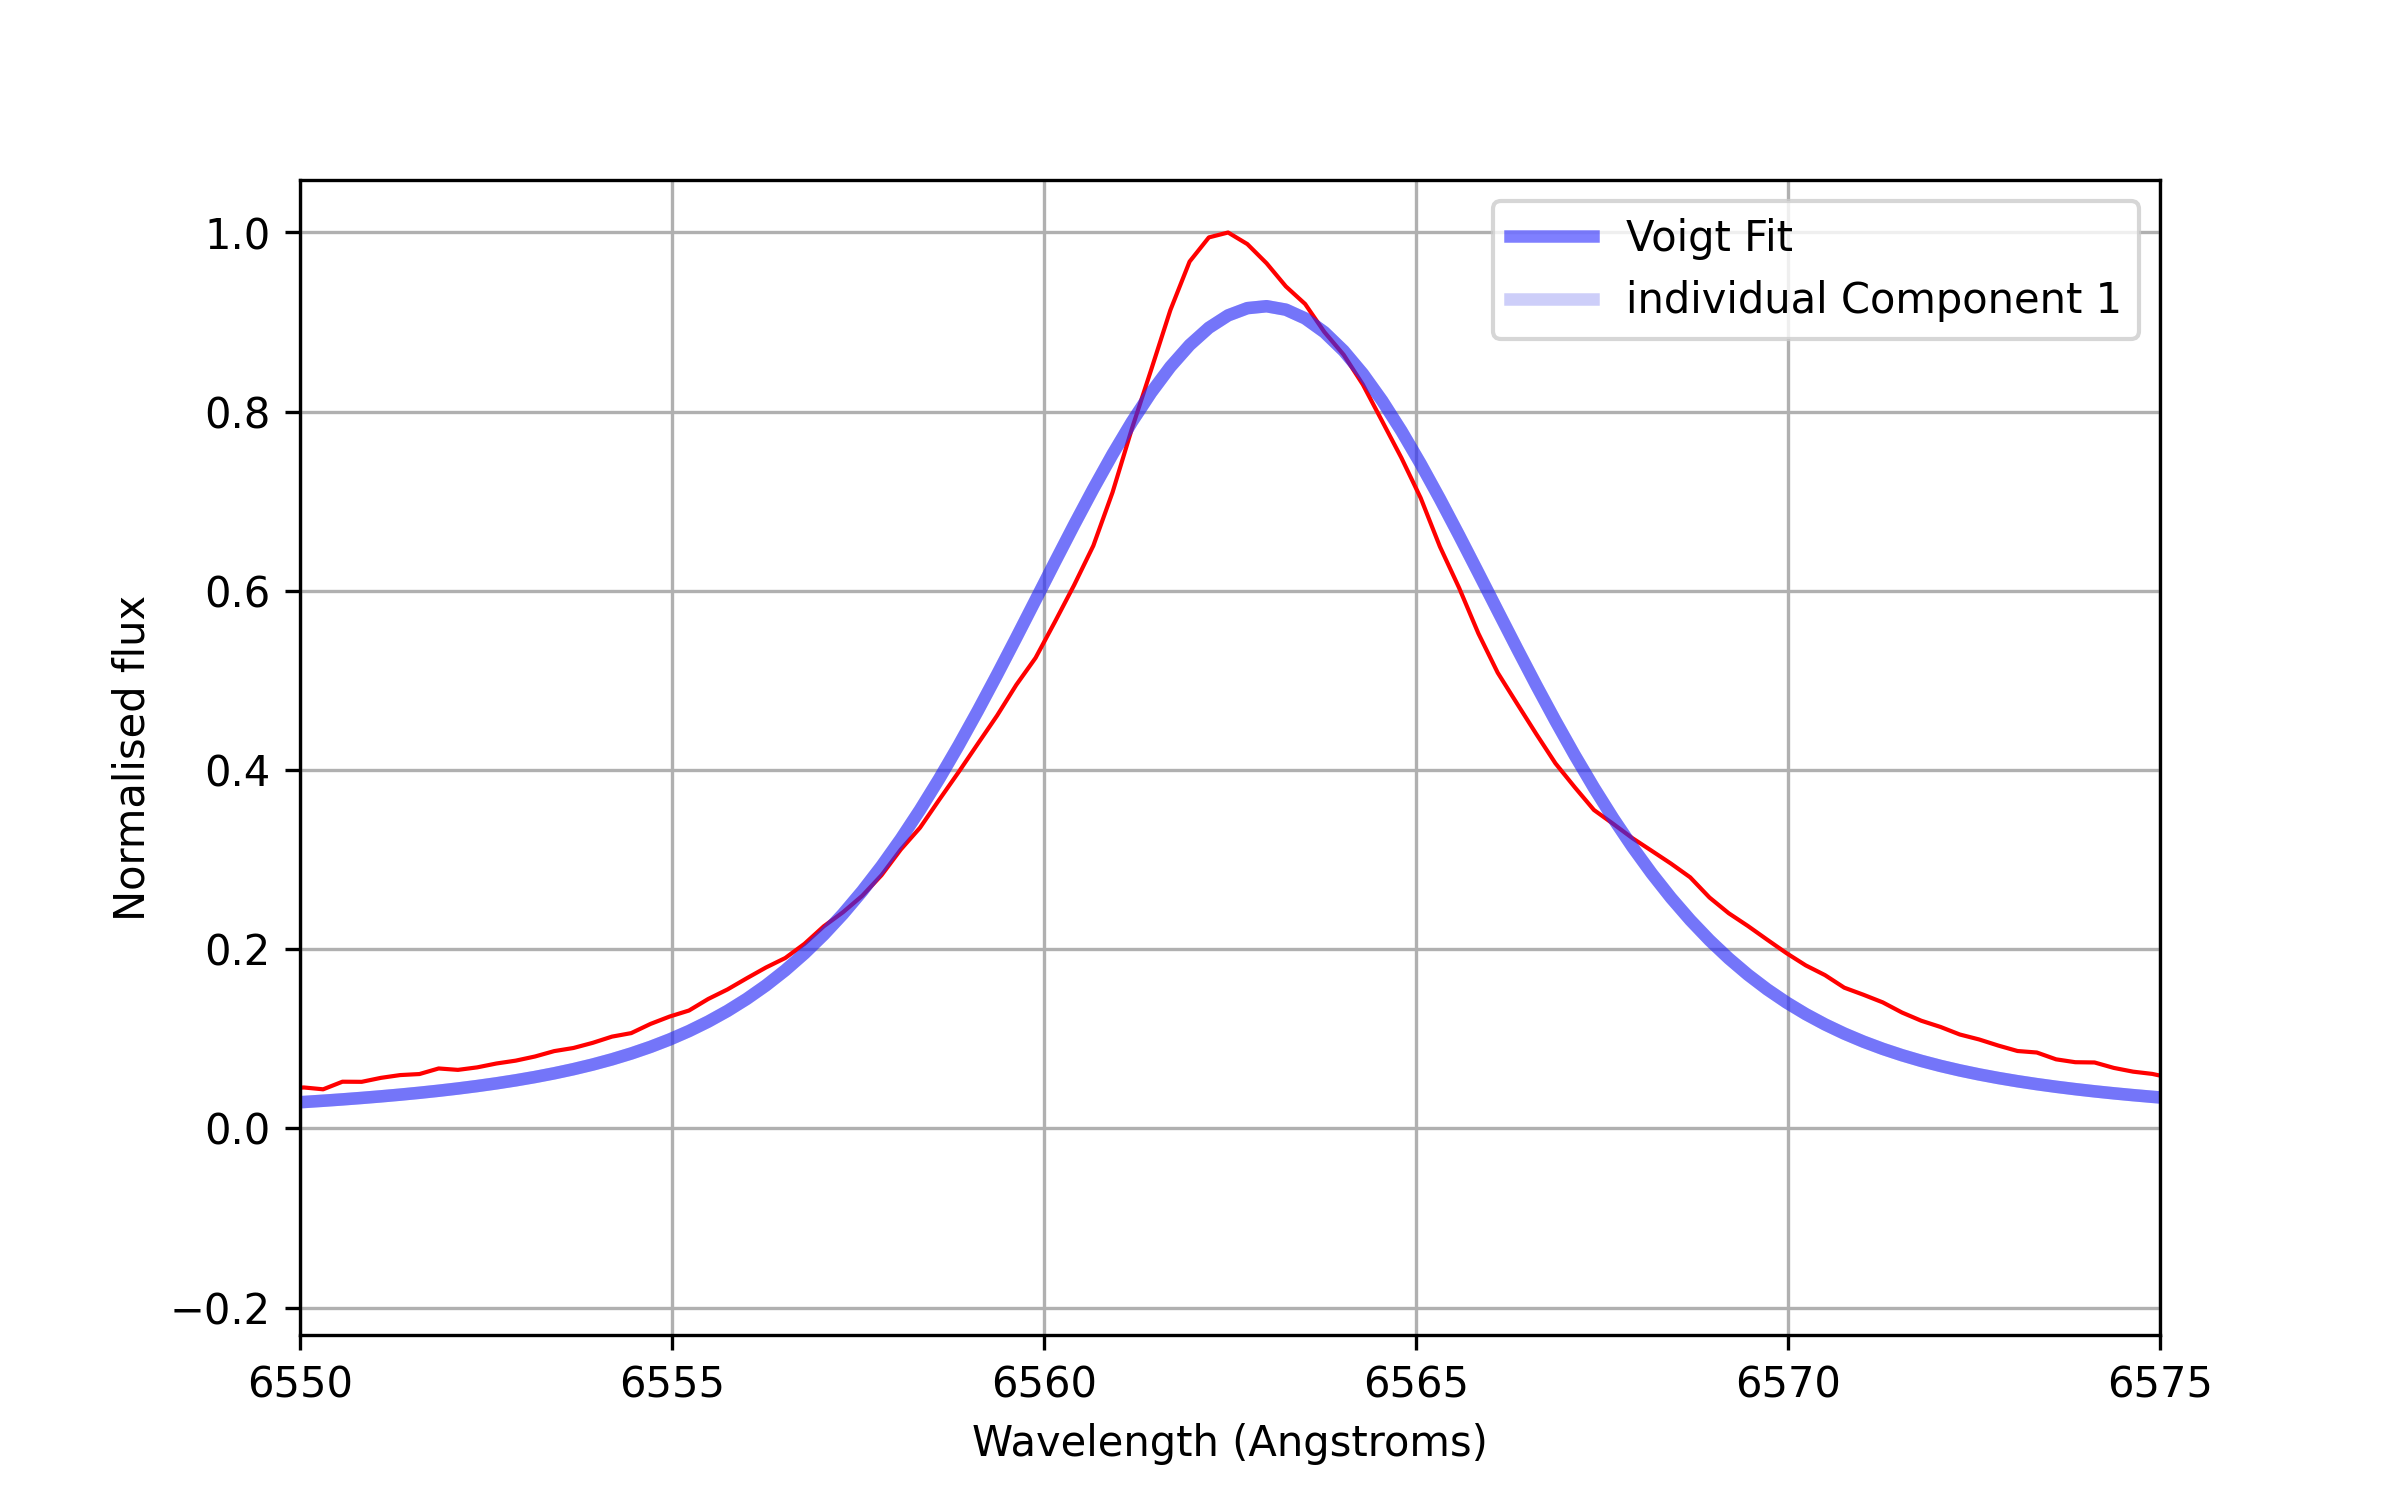 Voigt Fit
individual Component 1
1.0
0.8
0.6
0.4
0.2
0.0
−0.2
Normalised flux
6550 6555 6560 6565 6570 6575
Wavelength (Angstroms)